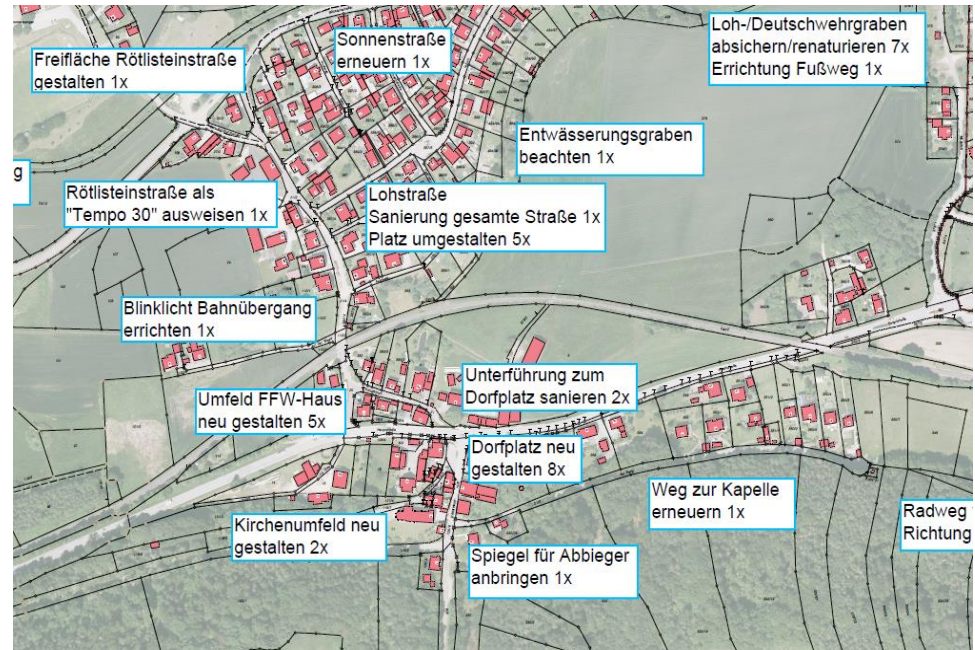 Sonnenstraße
erneuern 1x
Loh-/Deutschwehrgraben
absichern/renaturieren 7x
Errichtung Fußweg 1x
Freifläche Rötlisteinstraße
gestalten 1x
Entwässerungsgraben
beachten 1x
g
Rötlisteinstraße als
"Tempo 30" ausweisen 1x
Lohstraße
Sanierung gesamte Straße 1x
Platz umgestalten 5x
Blinklicht Bahnübergang
errichten 1x
Umfeld FFW-Haus
neu gestalten 5x
Unterführung zum
Dorfplatz sanieren 2x
Dorfplatz neu
gestalten 8x
Weg zur Kapelle
erneuern 1x
Radweg
Richtung
Kirchenumfeld neu
gestalten 2x
Spiegel für Abbieger
anbringen 1x